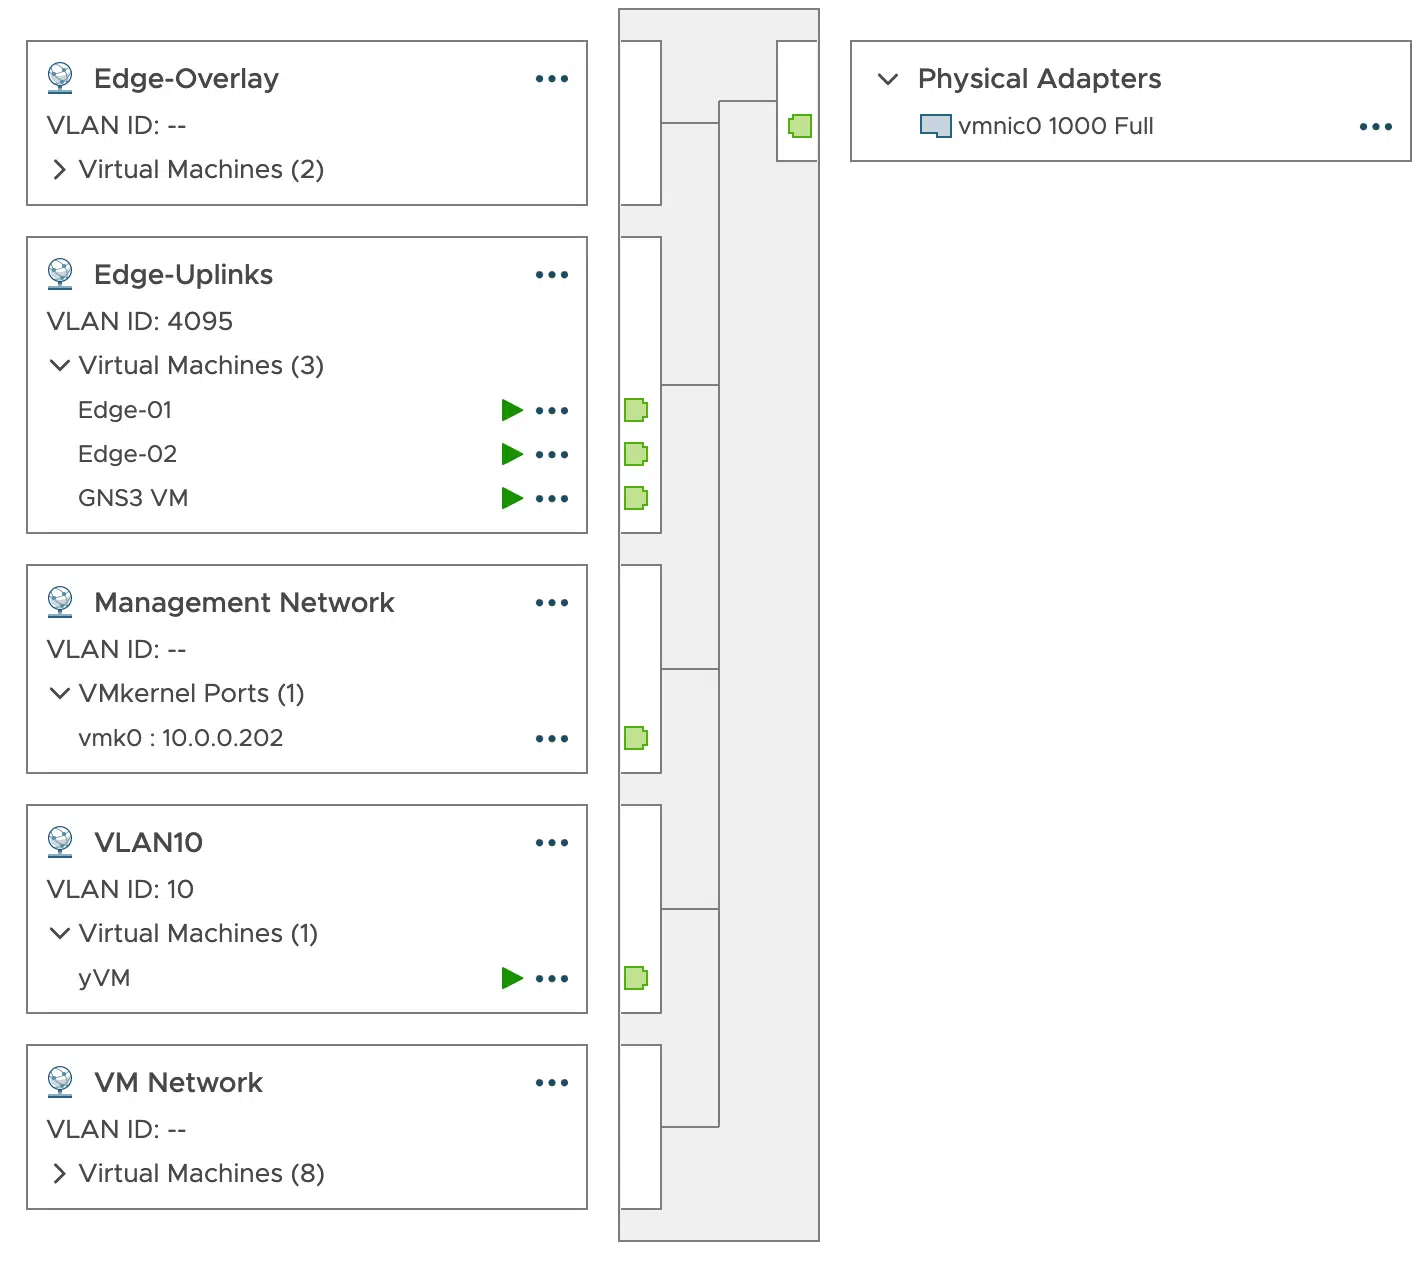 Edge-Overlay
VLAN ID: --
Virtual Machines (2)
Edge-Uplinks
VLAN ID: 4095
Virtual Machines (3)
Edge-01
Edge-02
GNS3 VM
Management Network
VLAN ID: --
VMkernel Ports (1)
vmk0 : 10.0.0.202
VLAN10
VLAN ID: 10
Virtual Machines (1)
yVM
VM Network
VLAN ID: --
Virtual Machines (8)
Physical Adapters
vmnic0 1000 Full